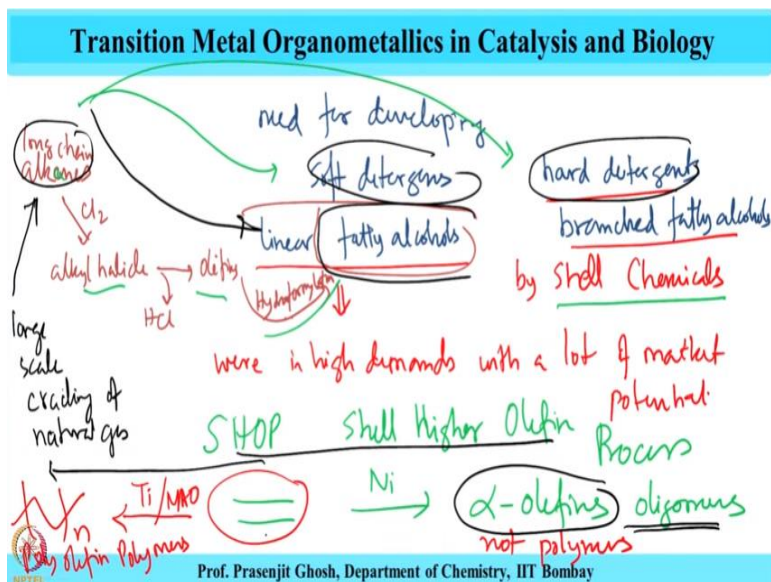 Transition Metal Organometallics in Catalysis and Biology
need for developing
long chain
alkanes
soft detergens
hard detergents
Cl2
linear fatty alcohols
branched fatty alcohols
alkyl halide → olefins
Hydroformylation
HCl
by Shell Chemicals
large
scale
cracking of
natural gas
were in high demands with a lot of market
potential.
SHOP Shell Higher Olefin
Process
n
Ti/MAO
Ni
α-olefins oligomers
not polymers
Poly olefin Polymers
NPTEL
Prof. Prasenjit Ghosh, Department of Chemistry, IIT Bombay